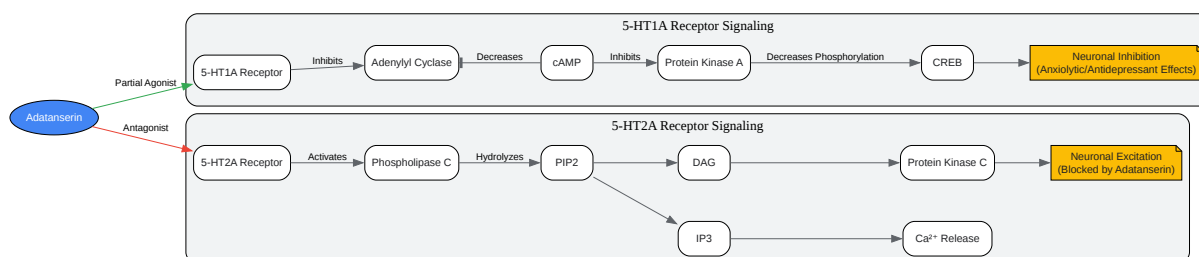 5-HT1A Receptor Signaling
5-HT1A Receptor
Inhibits
Adenylyl Cyclase
Decreases
cAMP
Inhibits
Protein Kinase A
Decreases Phosphorylation
CREB
Neuronal Inhibition
(Anxiolytic/Antidepressant Effects)
Partial Agonist
Adatanserin
Antagonist
5-HT2A Receptor Signaling
5-HT2A Receptor
Activates
Phospholipase C
Hydrolyzes
PIP2
DAG
Protein Kinase C
Neuronal Excitation
(Blocked by Adatanserin)
IP3
Ca²⁺ Release